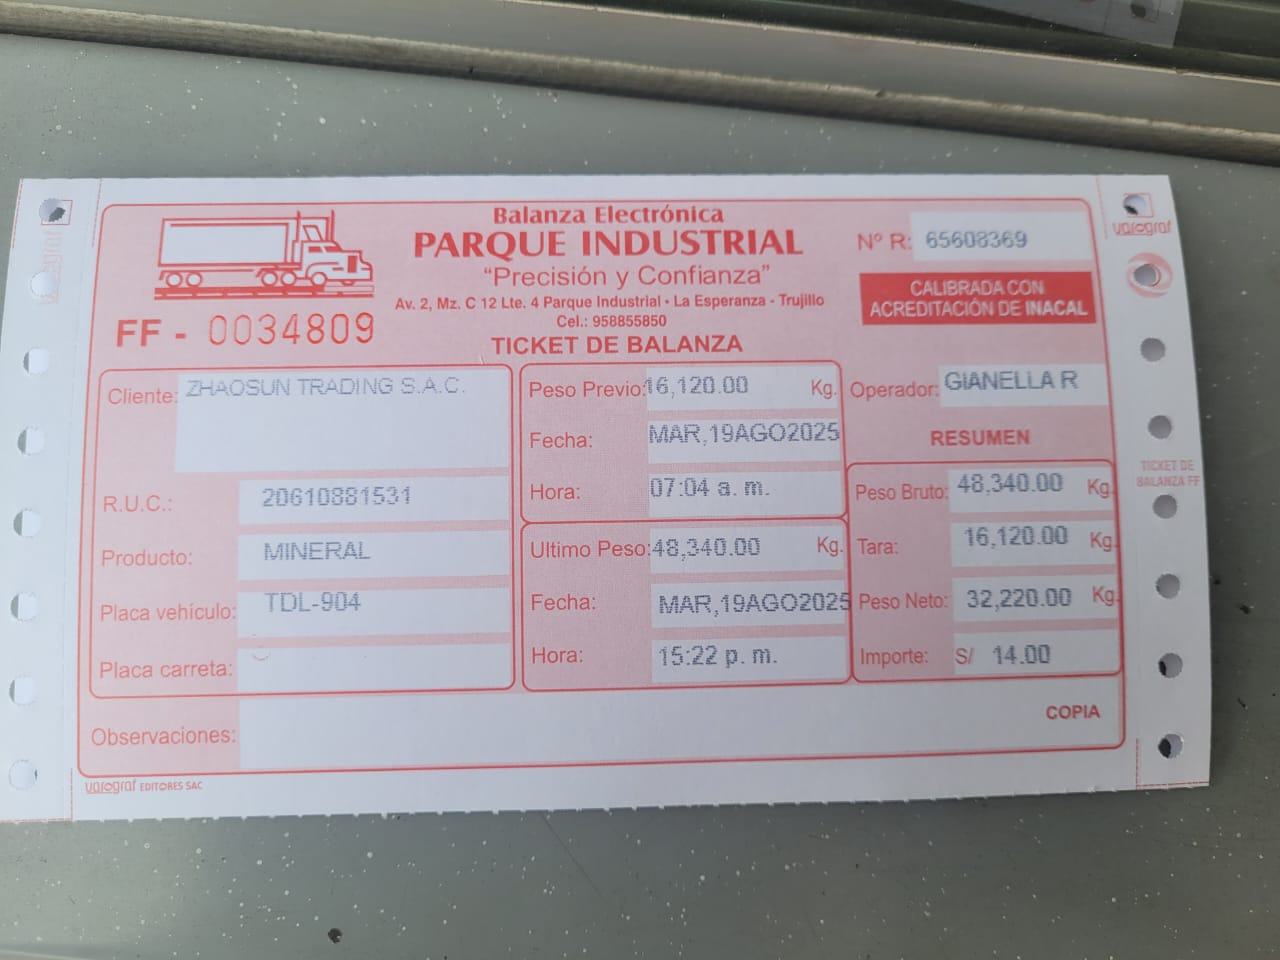 Balanza Electrónica
PARQUE INDUSTRIAL
"Precisión y Confianza"
Av. 2, Mz. C 12 Lte. 4 Parque Industrial • La Esperanza - Trujillo
Cel.: 958855850
TICKET DE BALANZA
FF - 0034809
Nº R: 65608369
CALIBRADA CON
ACREDITACIÓN DE INACAL
Cliente: ZHAOSUN TRADING S.A.C.
R.U.C.: 20610881531
Producto: MINERAL
Placa vehículo: TDL-904
Placa carreta:
Peso Previo: 16,120.00 Kg.
Fecha: MAR,19AGO2025
Hora: 07:04 a. m.
Ultimo Peso: 48,340.00 Kg.
Fecha: MAR,19AGO2025
Hora: 15:22 p. m.
Operador: GIANELLA R
RESUMEN
Peso Bruto: 48,340.00 Kg.
Tara: 16,120.00 Kg.
Peso Neto: 32,220.00 Kg.
Importe: S/ 14.00
Observaciones:
COPIA
varograf EDITORES SAC
varograf
TICKET DE
BALANZA FF